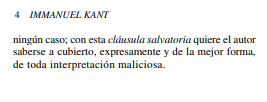 4 IMMANUEL KANT
ningún caso; con esta cláusula salvatoria quiere el autor
saberse a cubierto, expresamente y de la mejor forma,
de toda interpretación maliciosa.